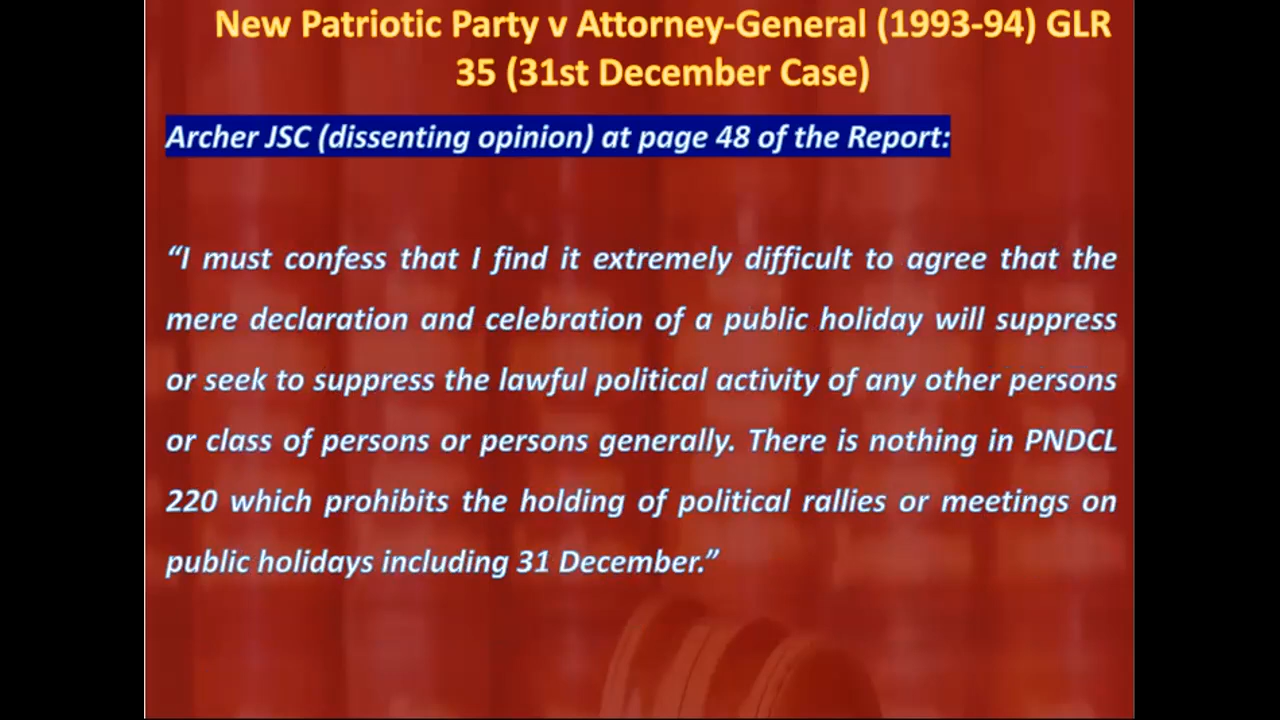 New Patriotic Party v Attorney-General (1993-94) GLR
35 (31st December Case)
Archer JSC (dissenting opinion) at page 48 of the Report:
“I must confess that I find it extremely difficult to agree that the
mere declaration and celebration of a public holiday will suppress
or seek to suppress the lawful political activity of any other persons
or class of persons or persons generally. There is nothing in PNDCL
220 which prohibits the holding of political rallies or meetings on
public holidays including 31 December.”